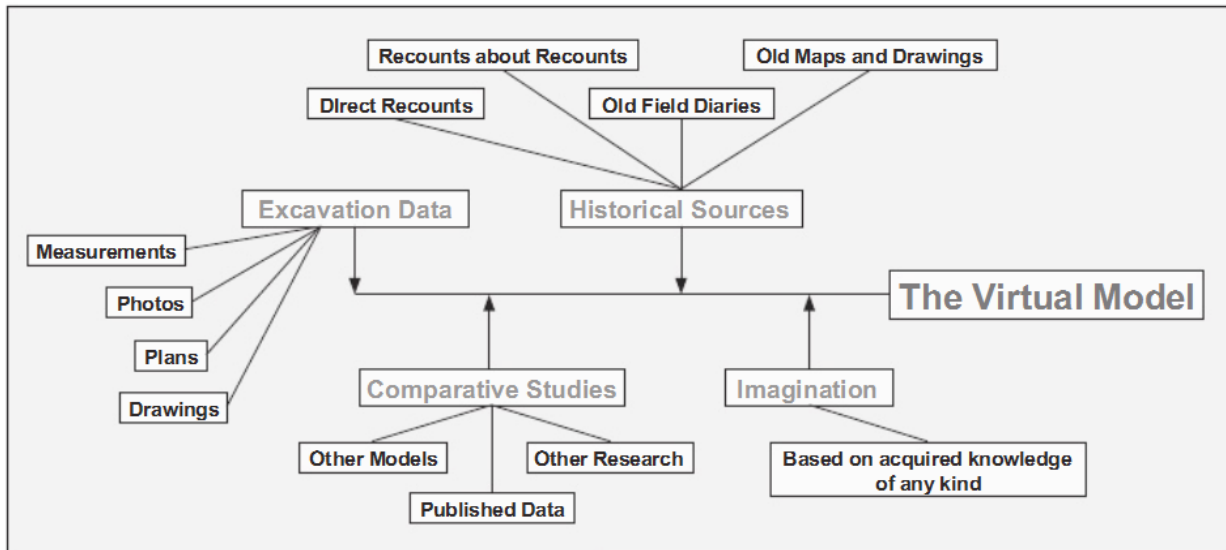 Recounts about Recounts
Old Maps and Drawings
DIrect Recounts
Old Field Diaries
Excavation Data
Historical Sources
Measurements
Photos
Plans
Drawings
The Virtual Model
Comparative Studies
Imagination
Other Models
Other Research
Published Data
Based on acquired knowledge
of any kind